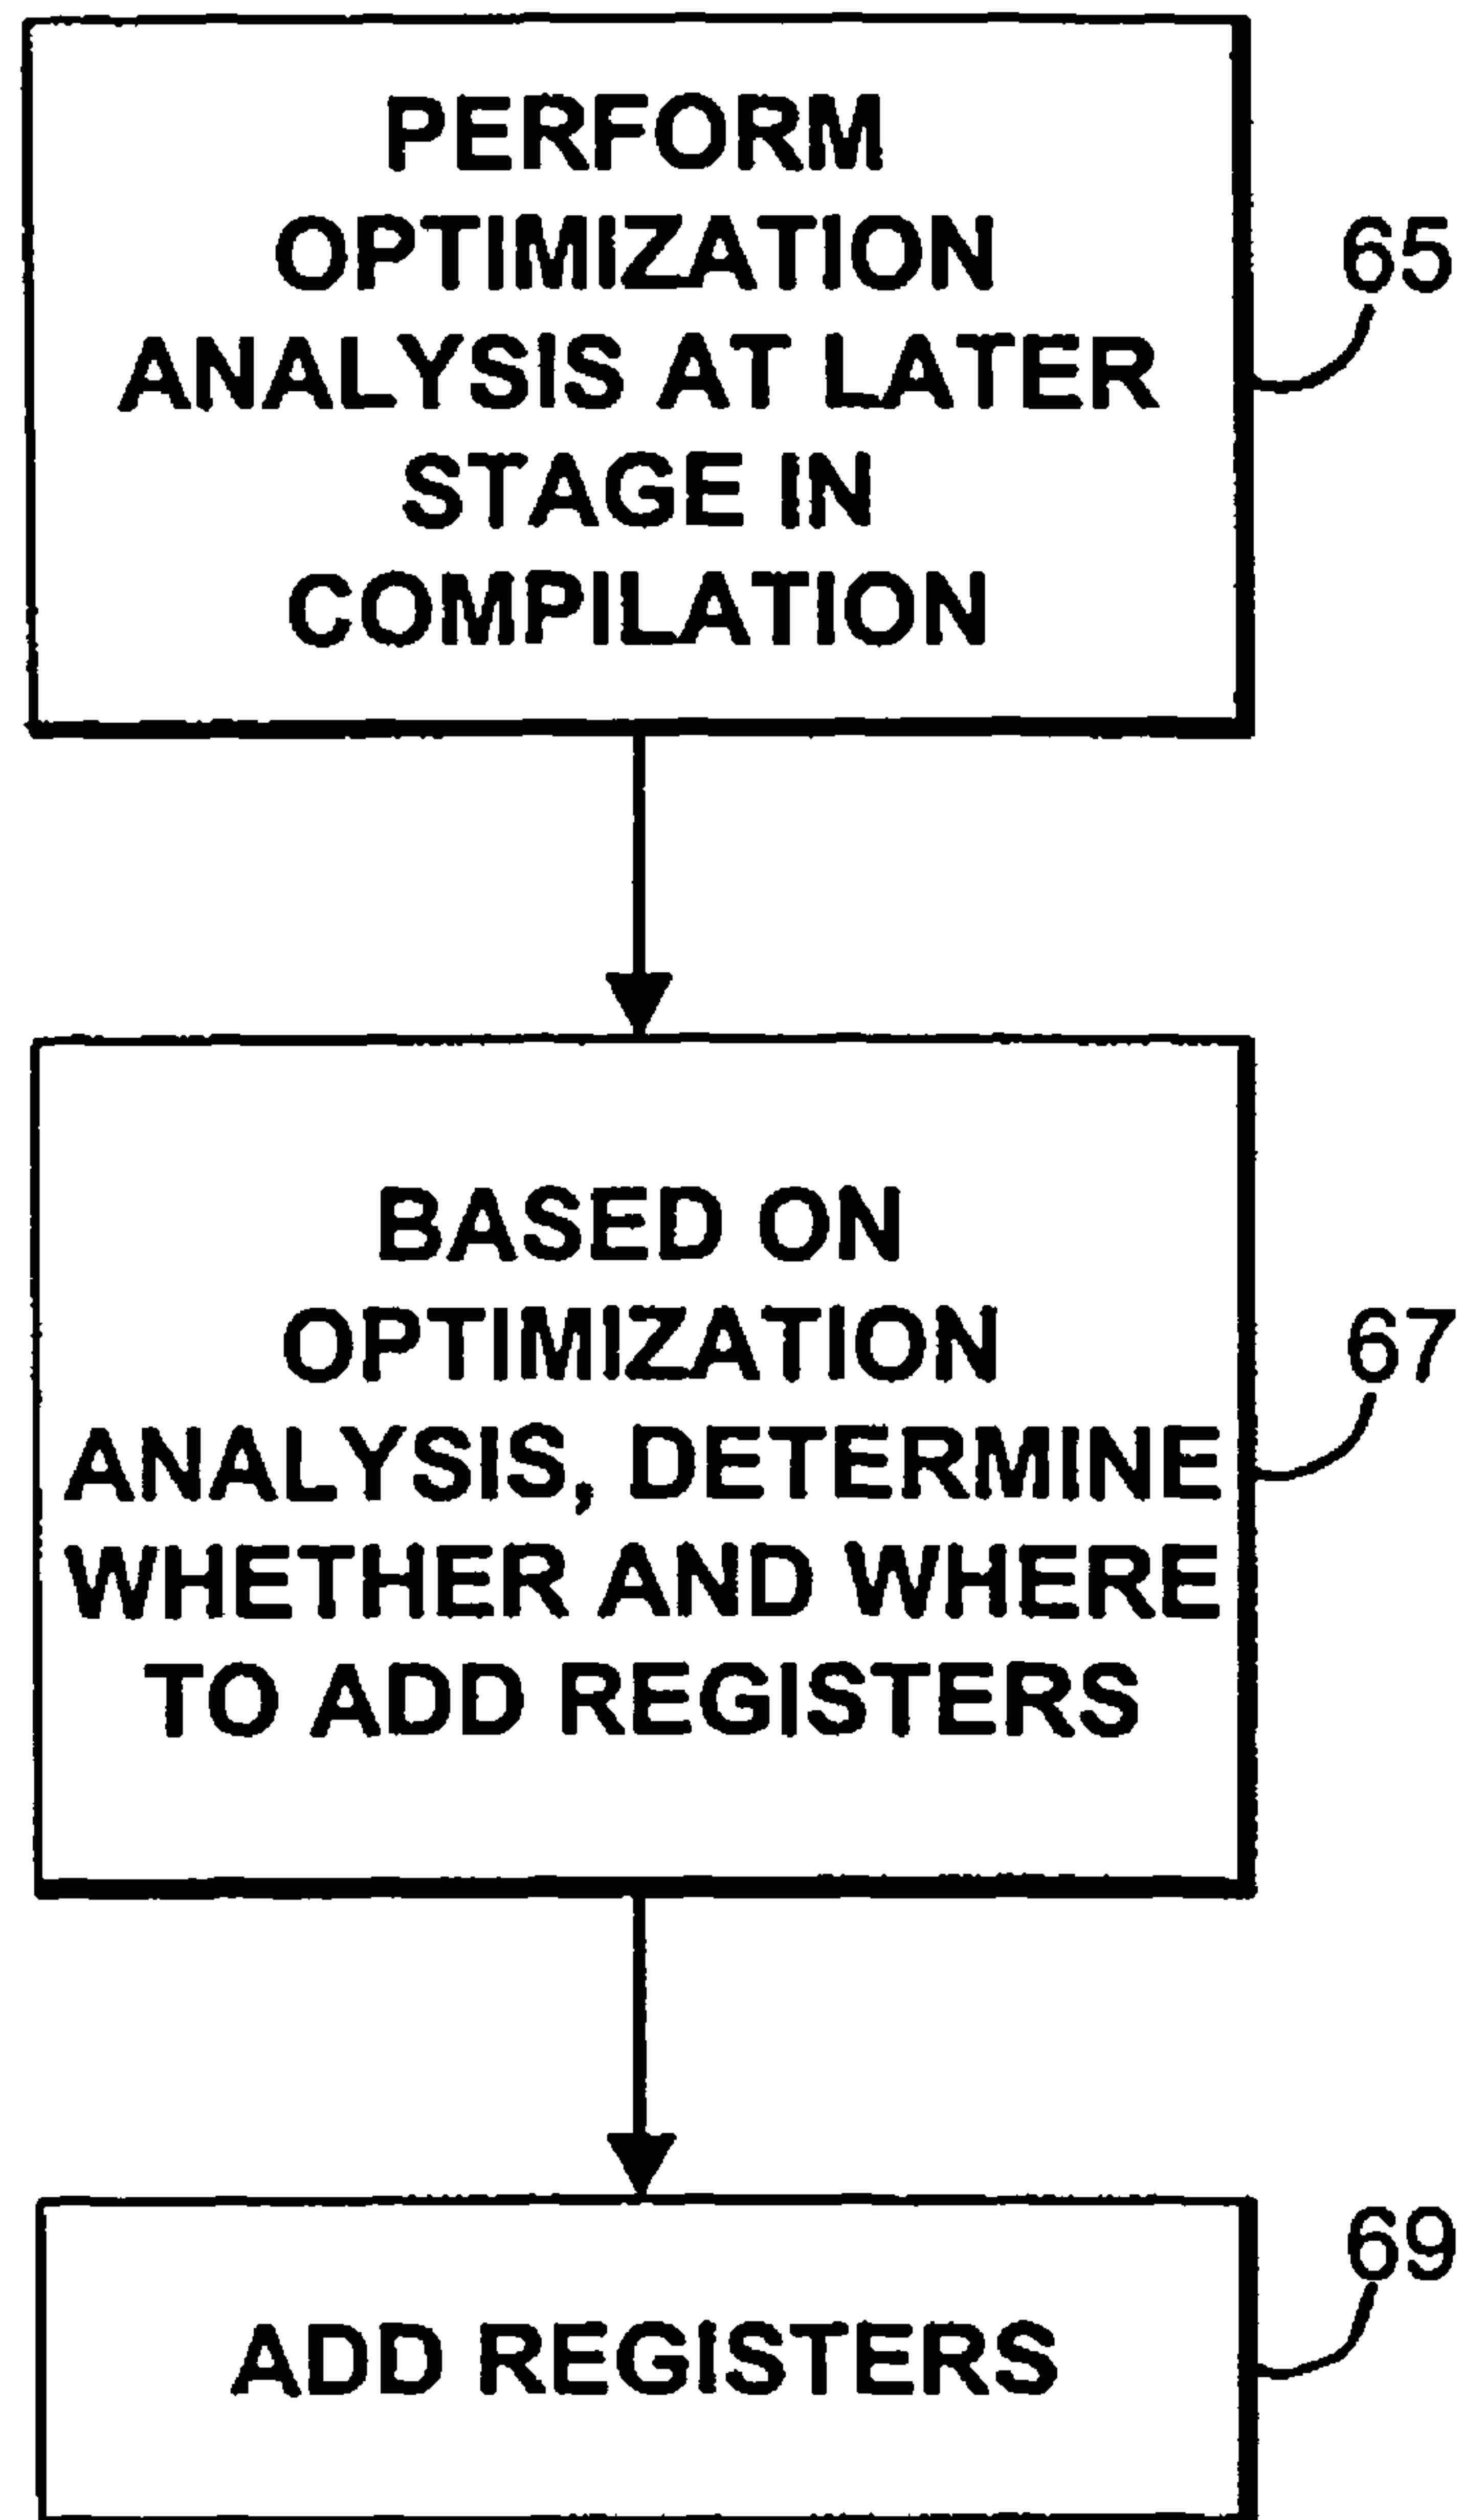 PERFORM
OPTIMIZATION
ANALYSIS AT LATER
STAGE IN
COMPILATION
65
BASED ON
OPTIMIZATION
ANALYSIS, DETERMINE
WHETHER AND WHERE
TO ADD REGISTERS
67
ADD REGISTERS
69